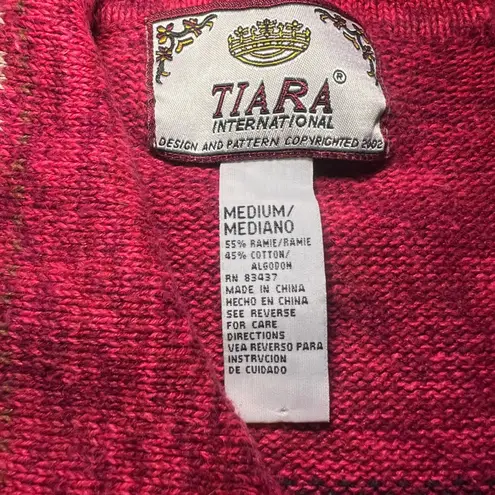 TIARA ®
INTERNATIONAL
DESIGN AND PATTERN COPYRIGHTED 2002
MEDIUM/
MEDIANO
55% RAMIE/RAMIE
45% COTTON/
ALGODON
RN 83437
MADE IN CHINA
HECHO EN CHINA
SEE REVERSE
FOR CARE
DIRECTIONS
VEA REVERSO PARA
INSTRVCION
DE CUIDADO